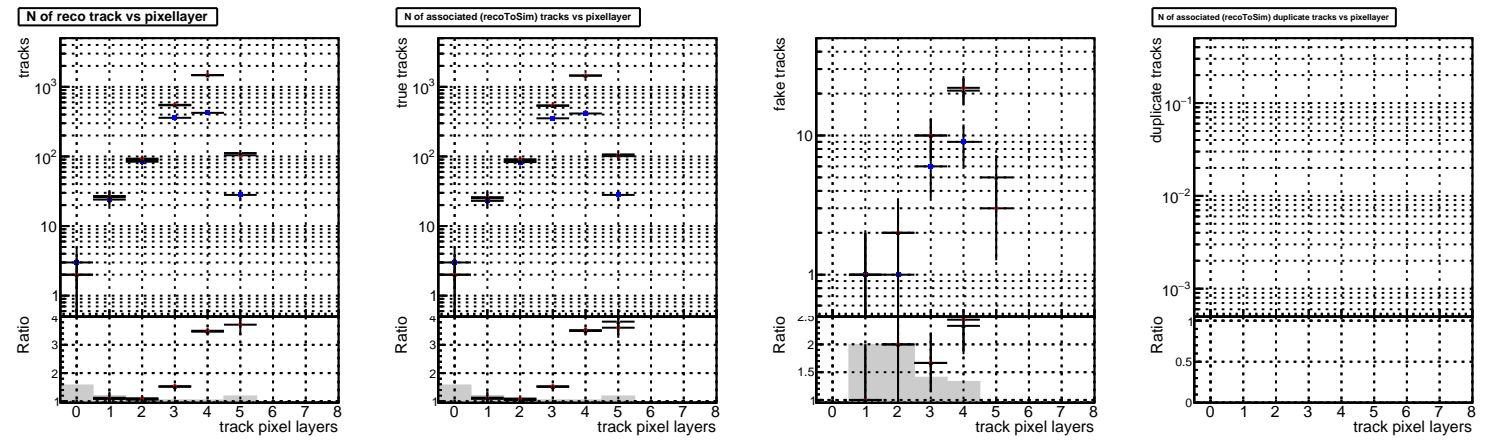 N of reco track vs pixellayer
tracks
10³
10²
10
1
Ratio
4
3
2
1
0 1 2 3 4 5 6 7 8
track pixel layers
N of associated (recoToSim) tracks vs pixellayer
true tracks
10³
10²
10
1
Ratio
4
3
2
1
0 1 2 3 4 5 6 7 8
track pixel layers
fake tracks
10
1
Ratio
2.5
2
1.5
1
0 1 2 3 4 5 6 7 8
track pixel layers
N of associated (recoToSim) duplicate tracks vs pixellayer
duplicate tracks
10⁻¹
10⁻²
10⁻³
Ratio
1
0.5
0
0 1 2 3 4 5 6 7 8
track pixel layers